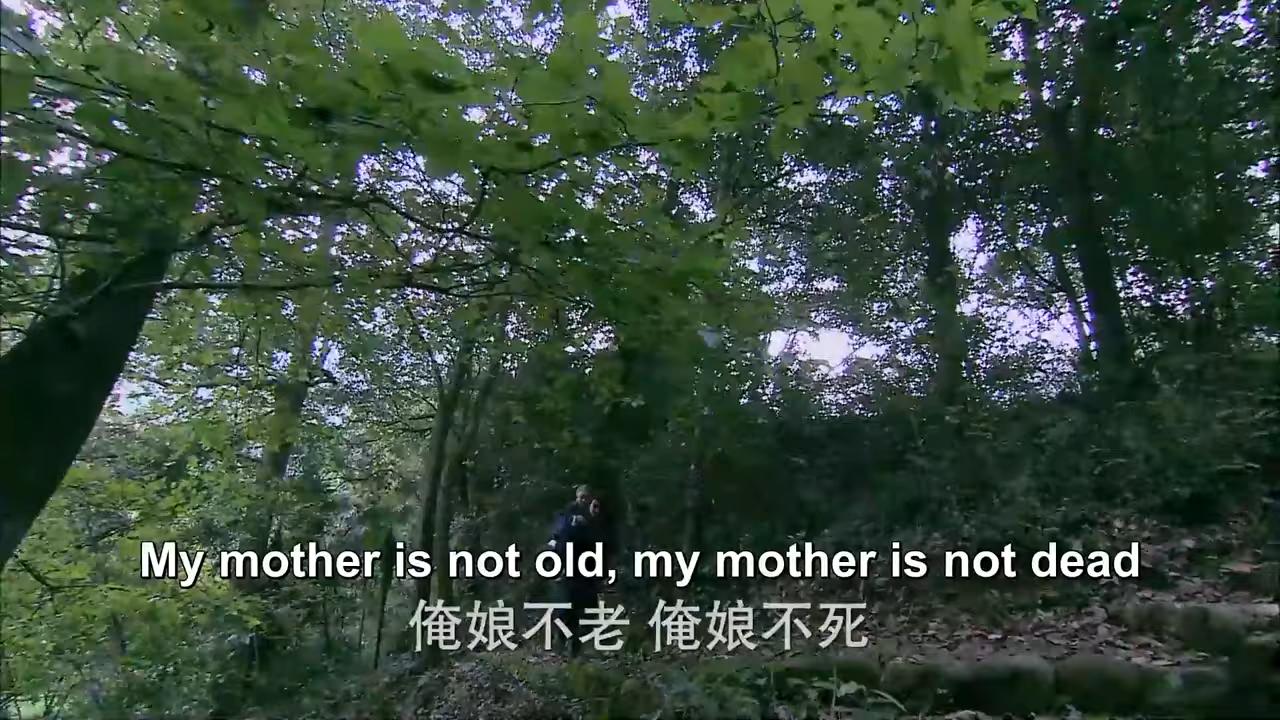 My mother is not old, my mother is not dead
俺娘不老 俺娘不死